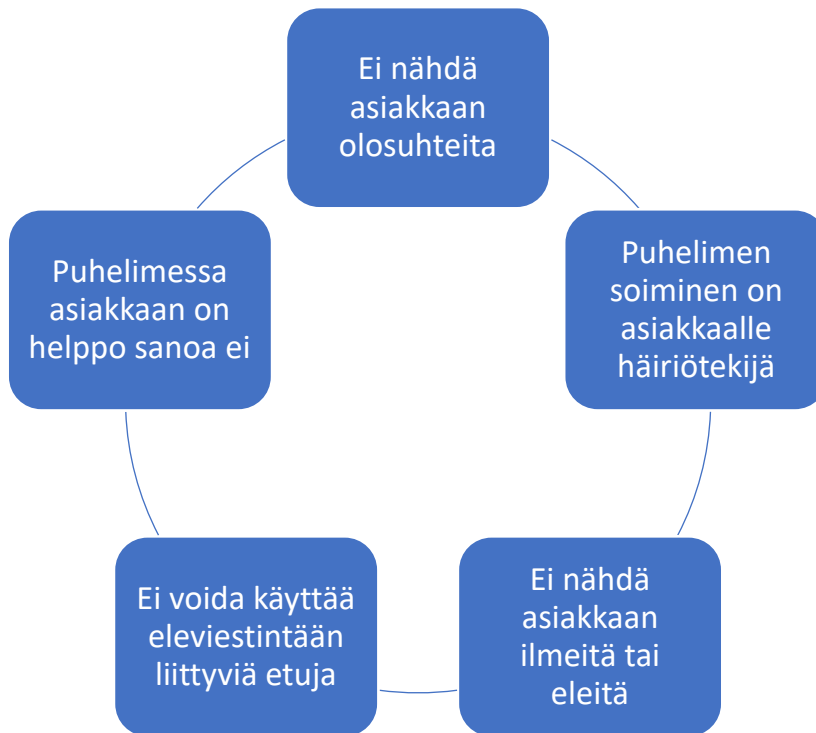 Ei nähdä
asiakkaan
olosuhteita
Puhelimen
soiminen on
asiakkaalle
häiriötekijä
Ei nähdä
asiakkaan
ilmeitä tai
eleitä
Ei voida käyttää
eleviestintään
liittyviä etuja
Puhelimessa
asiakkaan on
helppo sanoa ei